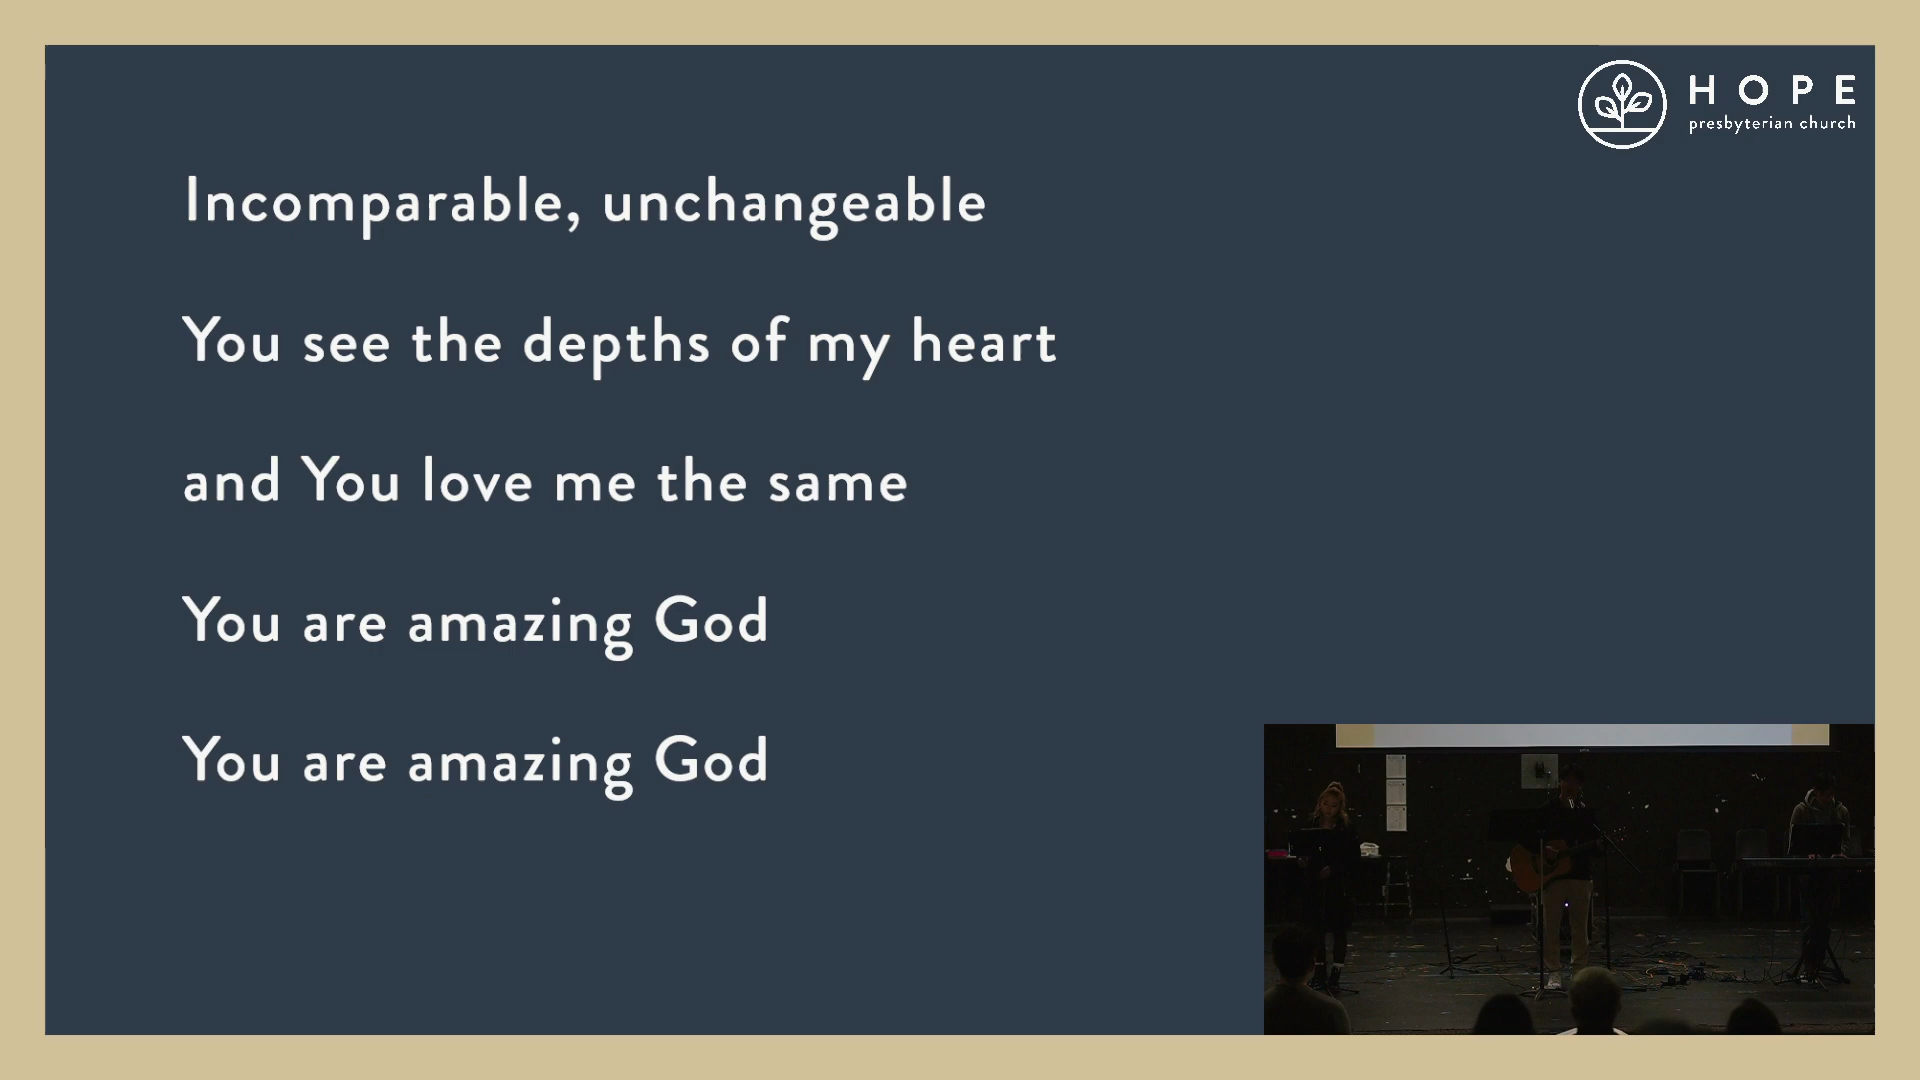 HOPE
presbyterian church
Incomparable, unchangeable
You see the depths of my heart
and You love me the same
You are amazing God
You are amazing God